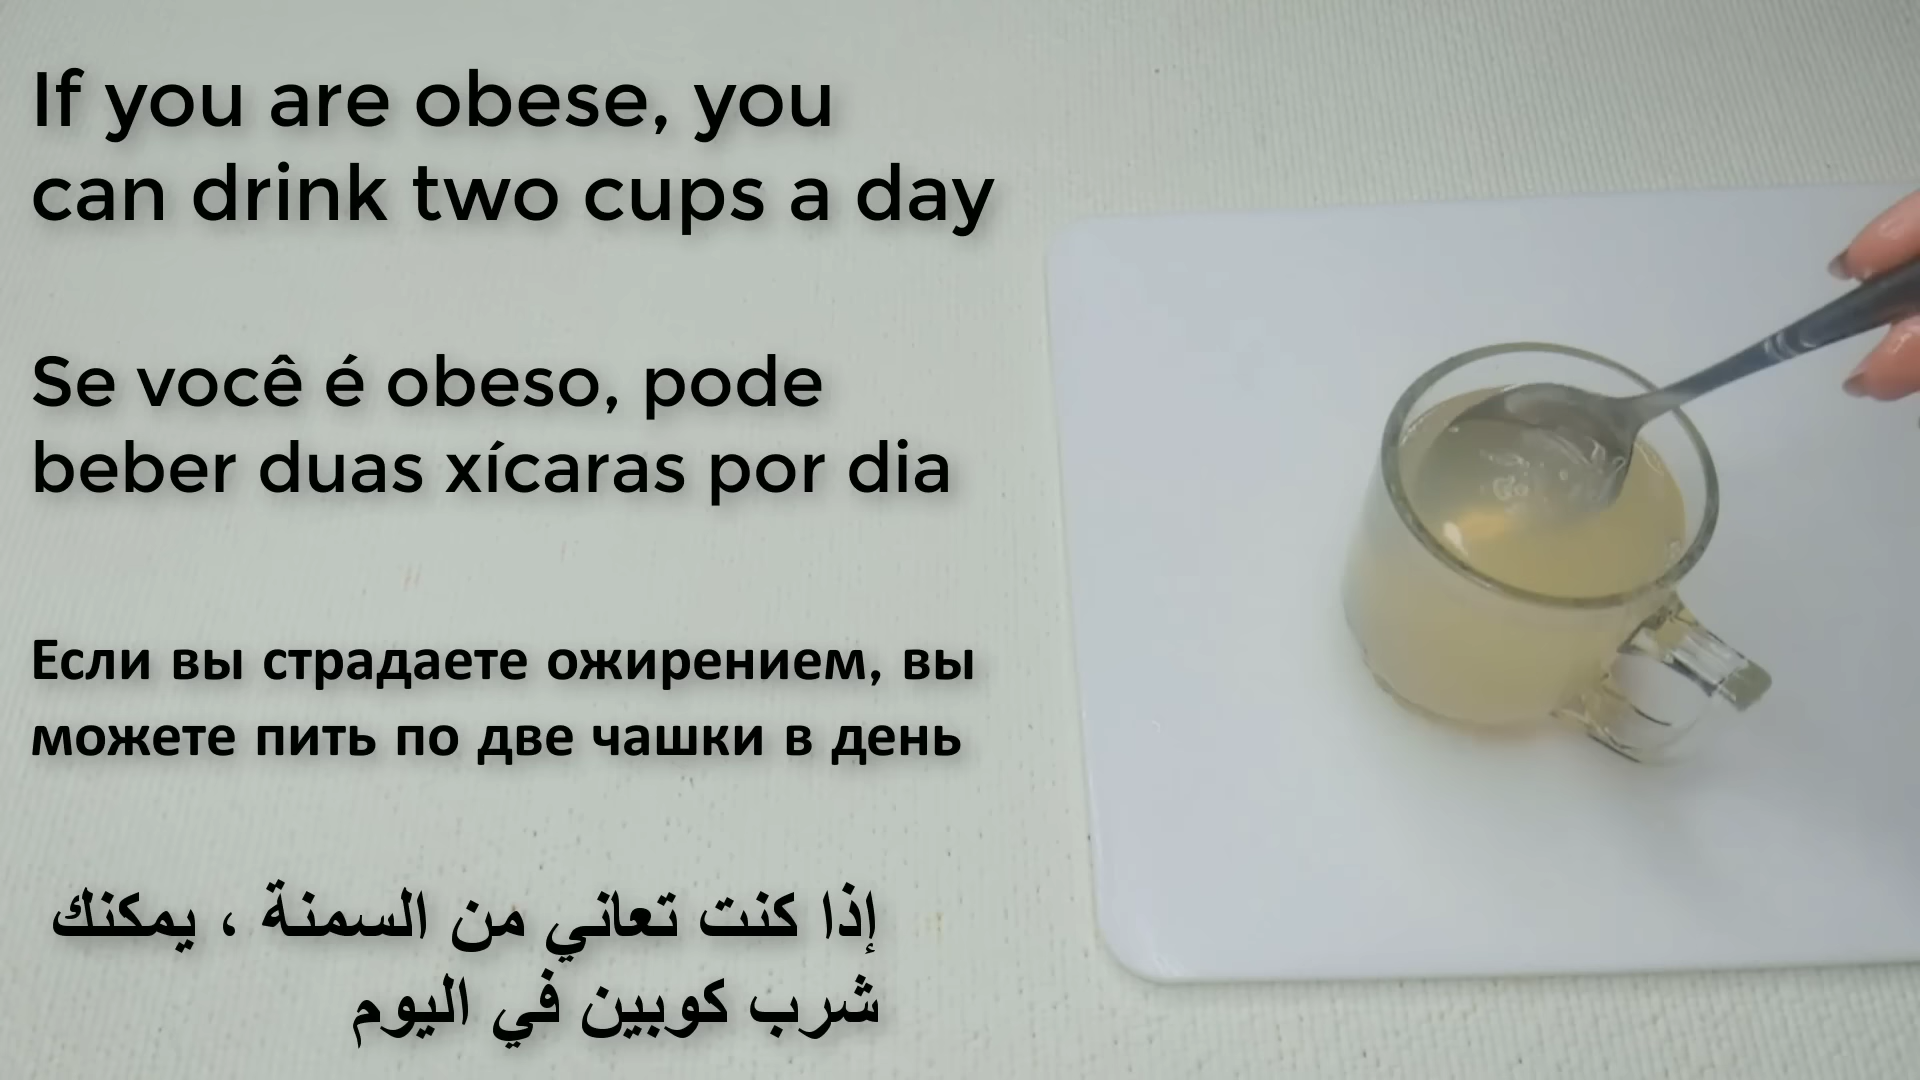 If you are obese, you
can drink two cups a day
Se você é obeso, pode
beber duas xícaras por dia
Если вы страдаете ожирением, вы
можете пить по две чашки в день
إذا كنت تعاني من السمنة ، يمكنك
شرب كوبين في اليوم